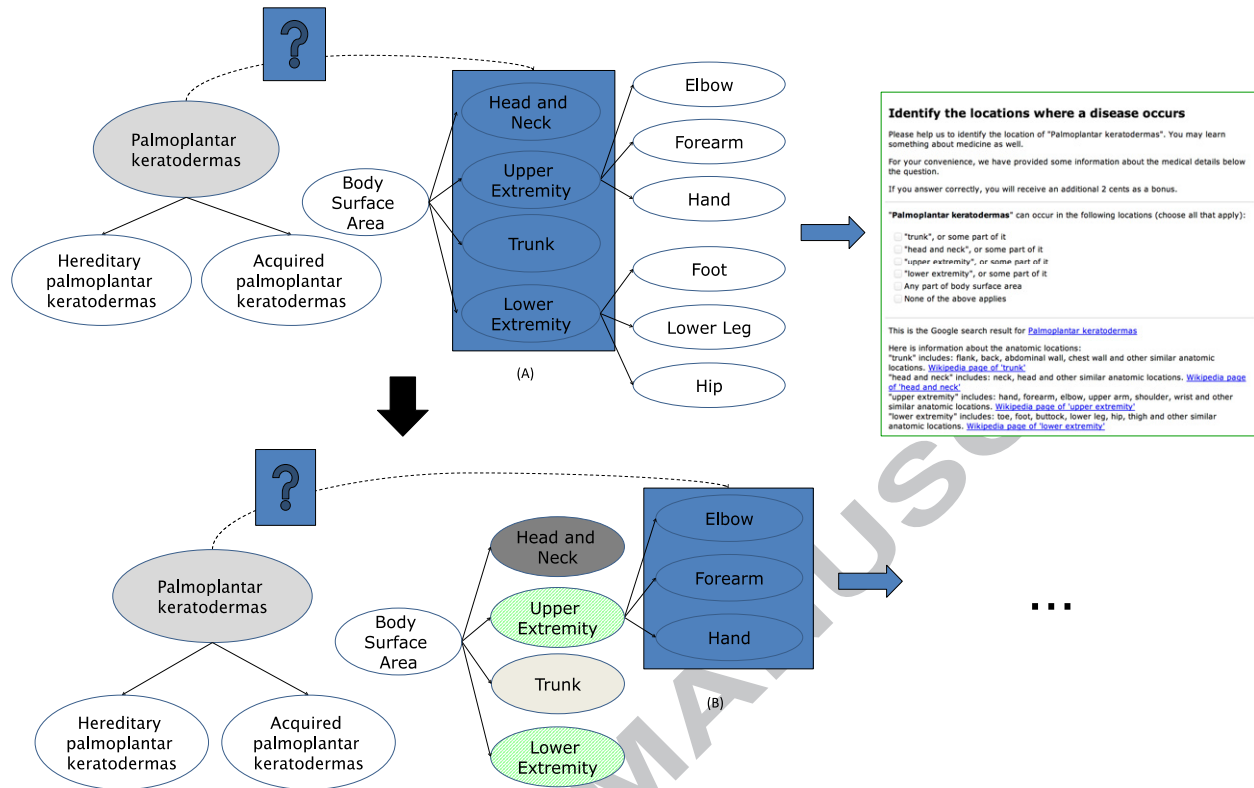 ?
Palmoplantar
keratodermas
Hereditary
palmoplantar
keratodermas
Acquired
palmoplantar
keratodermas
Body
Surface
Area
Head and
Neck
Upper
Extremity
Trunk
Lower
Extremity
(A)
Elbow
Forearm
Hand
Foot
Lower Leg
Hip
Identify the locations where a disease occurs
Please help us to identify the location of "Palmoplantar keratodermas". You may learn
something about medicine as well.
For your convenience, we have provided some information about the medical details below
the question.
If you answer correctly, you will receive an additional 2 cents as a bonus.
"Palmoplantar keratodermas" can occur in the following locations (choose all that apply):
"trunk", or some part of it
"head and neck", or some part of it
"upper extremity", or some part of it
"lower extremity", or some part of it
Any part of body surface area
None of the above applies
This is the Google search result for Palmoplantar keratodermas
Here is information about the anatomic locations:
"trunk" includes: flank, back, abdominal wall, chest wall and other similar anatomic
locations. Wikipedia page of 'trunk'
"head and neck" includes: neck, head and other similar anatomic locations. Wikipedia page
of 'head and neck'
"upper extremity" includes: hand, forearm, elbow, upper arm, shoulder, wrist and other
similar anatomic locations. Wikipedia page of 'upper extremity'
"lower extremity" includes: toe, foot, buttock, lower leg, hip, thigh and other similar
anatomic locations. Wikipedia page of 'lower extremity'
?
Palmoplantar
keratodermas
Hereditary
palmoplantar
keratodermas
Acquired
palmoplantar
keratodermas
Body
Surface
Area
Head and
Neck
Upper
Extremity
Trunk
Lower
Extremity
Elbow
Forearm
Hand
(B)
...